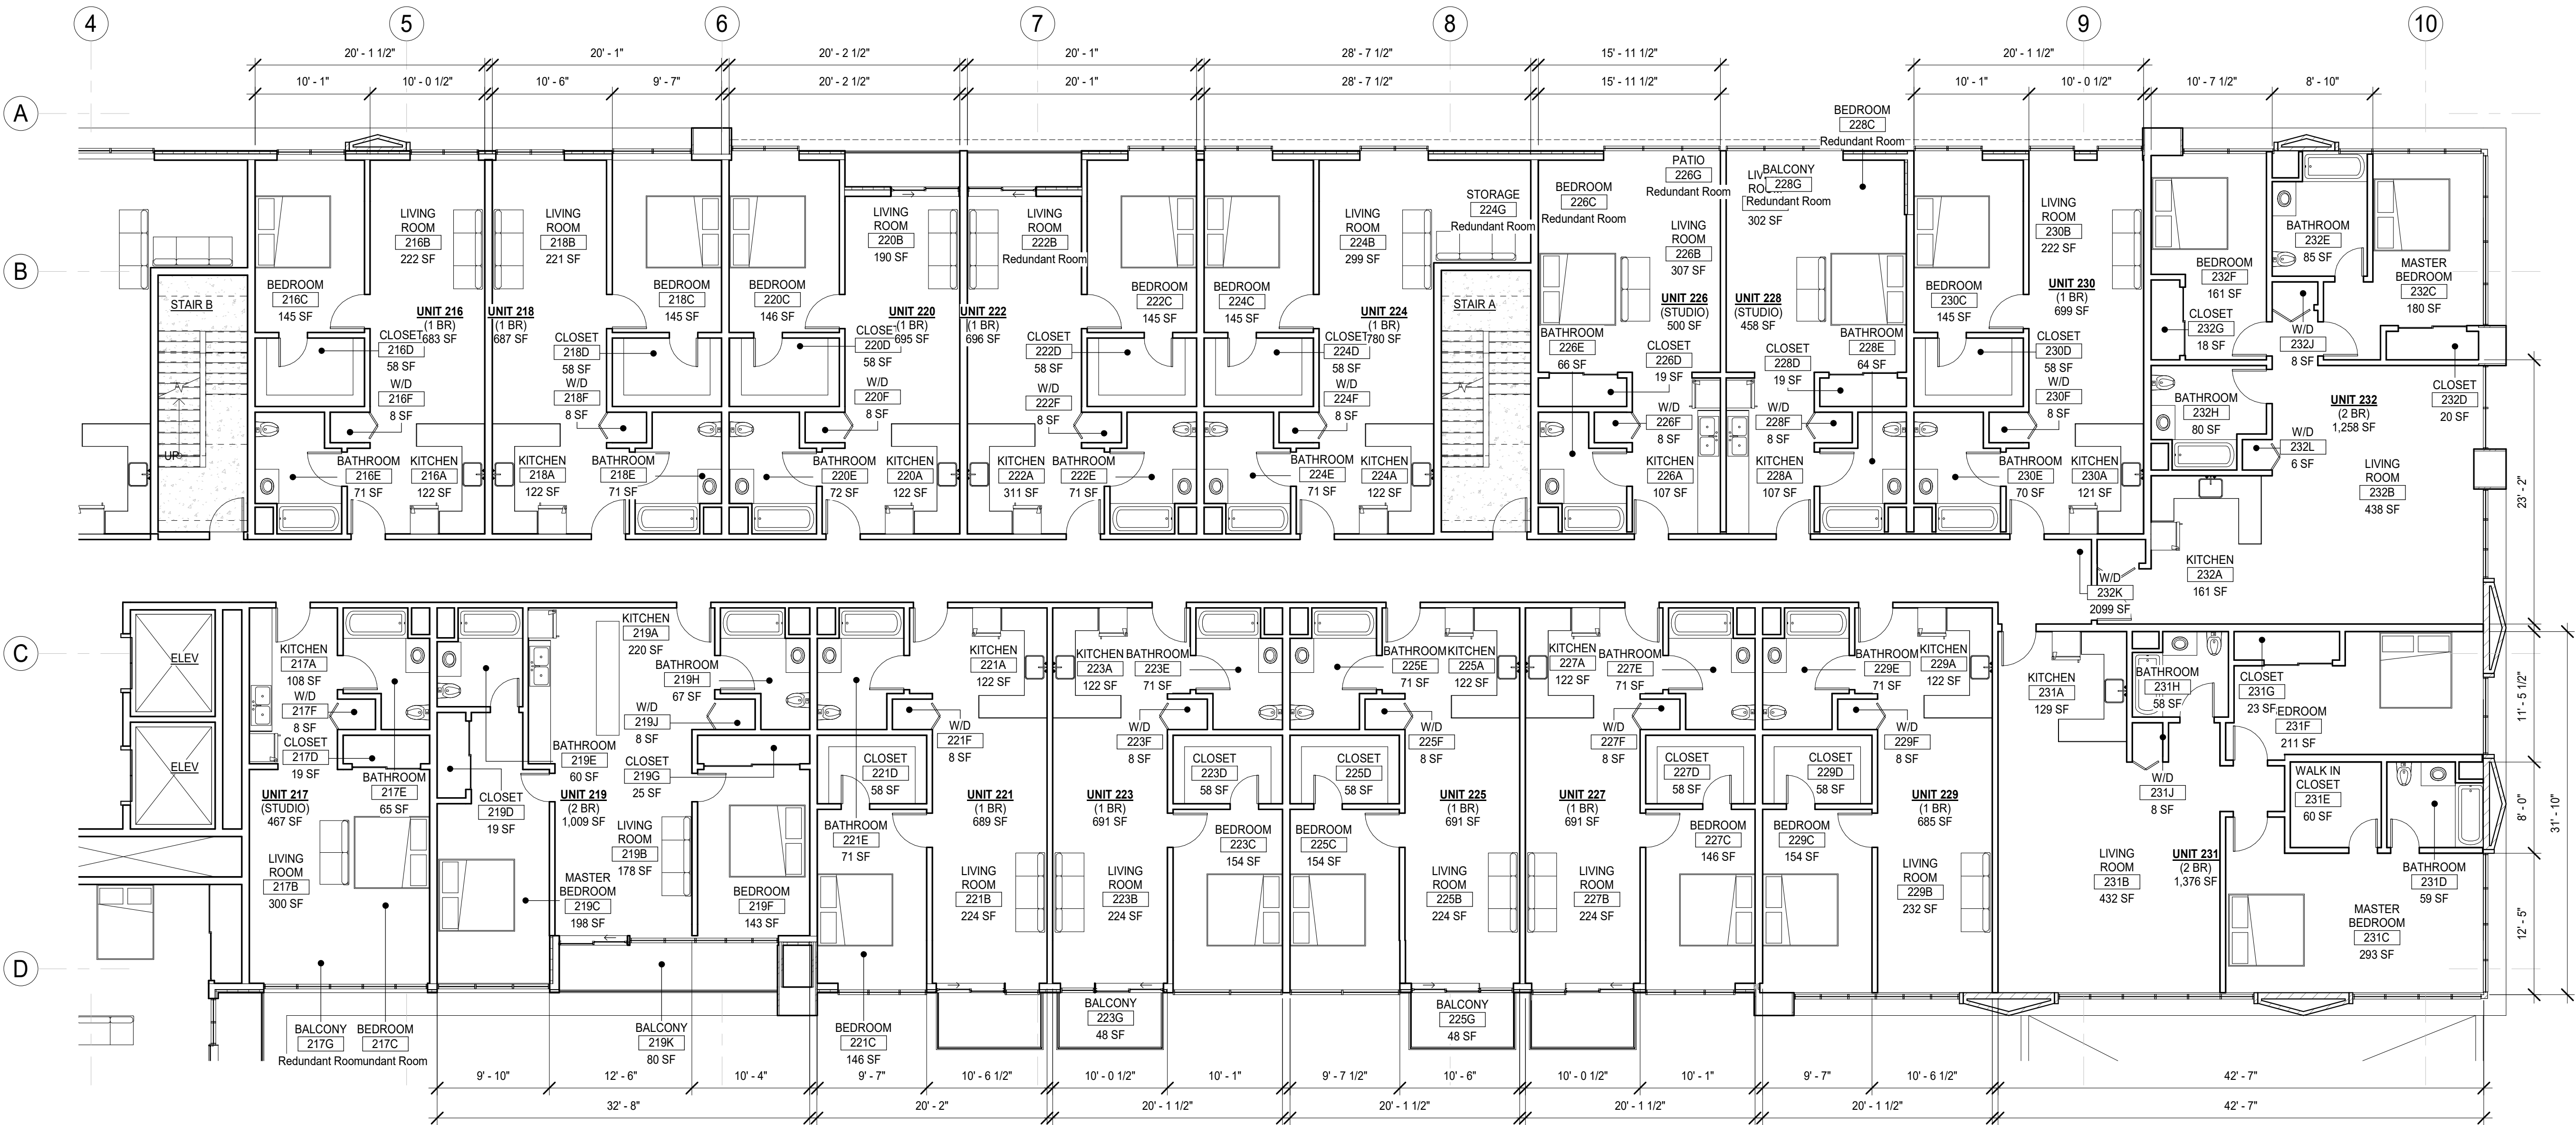 4
5
6
7
8
9
10
20' - 1 1/2"
20' - 1"
20' - 2 1/2"
20' - 1"
28' - 7 1/2"
15' - 11 1/2"
20' - 1 1/2"
10' - 1"
10' - 0 1/2"
10' - 6"
9' - 7"
20' - 2 1/2"
20' - 1"
28' - 7 1/2"
15' - 11 1/2"
10' - 1"
10' - 0 1/2"
10' - 7 1/2"
8' - 10"
A
B
C
D
STAIR B
UP
BEDROOM
216C
145 SF
LIVING
ROOM
216B
222 SF
UNIT 216
(1 BR)
683 SF
CLOSET
216D
58 SF
W/D
216F
8 SF
BATHROOM
216E
71 SF
KITCHEN
216A
122 SF
LIVING
ROOM
218B
221 SF
UNIT 218
(1 BR)
687 SF
BEDROOM
218C
145 SF
CLOSET
218D
58 SF
W/D
218F
8 SF
KITCHEN
218A
122 SF
BATHROOM
218E
71 SF
BEDROOM
220C
146 SF
LIVING
ROOM
220B
190 SF
UNIT 220
(1 BR)
695 SF
CLOSET
220D
58 SF
W/D
220F
8 SF
BATHROOM
220E
72 SF
KITCHEN
220A
122 SF
LIVING
ROOM
222B
Redundant Room
UNIT 222
(1 BR)
696 SF
BEDROOM
222C
145 SF
CLOSET
222D
58 SF
W/D
222F
8 SF
KITCHEN
222A
311 SF
BATHROOM
222E
71 SF
BEDROOM
224C
145 SF
LIVING
ROOM
224B
299 SF
STORAGE
224G
Redundant Room
UNIT 224
(1 BR)
780 SF
CLOSET
224D
58 SF
W/D
224F
8 SF
BATHROOM
224E
71 SF
KITCHEN
224A
122 SF
STAIR A
BEDROOM
226C
Redundant Room
PATIO
226G
Redundant Room
LIVING
ROOM
226B
307 SF
UNIT 226
(STUDIO)
500 SF
BATHROOM
226E
66 SF
CLOSET
226D
19 SF
W/D
226F
8 SF
KITCHEN
226A
107 SF
BEDROOM
228C
Redundant Room
BALCONY
228G
Redundant Room
302 SF
UNIT 228
(STUDIO)
458 SF
BATHROOM
228E
64 SF
CLOSET
228D
19 SF
W/D
228F
8 SF
KITCHEN
228A
107 SF
LIVING
ROOM
230B
222 SF
UNIT 230
(1 BR)
699 SF
BEDROOM
230C
145 SF
CLOSET
230D
58 SF
W/D
230F
8 SF
BATHROOM
230E
70 SF
KITCHEN
230A
121 SF
BEDROOM
232F
161 SF
BATHROOM
232E
85 SF
MASTER
BEDROOM
232C
180 SF
CLOSET
232G
18 SF
W/D
232J
8 SF
CLOSET
232D
20 SF
BATHROOM
232H
80 SF
UNIT 232
(2 BR)
1,258 SF
W/D
232L
6 SF
LIVING
ROOM
232B
438 SF
KITCHEN
232A
161 SF
W/D
232K
2099 SF
23' - 2"
ELEV
ELEV
KITCHEN
217A
108 SF
W/D
217F
8 SF
CLOSET
217D
19 SF
BATHROOM
217E
65 SF
UNIT 217
(STUDIO)
467 SF
LIVING
ROOM
217B
300 SF
BALCONY
217G
Redundant Room
BEDROOM
217C
undant Room
KITCHEN
219A
220 SF
BATHROOM
219H
67 SF
W/D
219J
8 SF
BATHROOM
219E
60 SF
CLOSET
219G
25 SF
CLOSET
219D
19 SF
UNIT 219
(2 BR)
1,009 SF
LIVING
ROOM
219B
178 SF
MASTER
BEDROOM
219C
198 SF
BEDROOM
219F
143 SF
BALCONY
219K
80 SF
KITCHEN
221A
122 SF
W/D
221F
8 SF
CLOSET
221D
58 SF
UNIT 221
(1 BR)
689 SF
BATHROOM
221E
71 SF
LIVING
ROOM
221B
224 SF
BEDROOM
221C
146 SF
KITCHEN
223A
122 SF
BATHROOM
223E
71 SF
W/D
223F
8 SF
CLOSET
223D
58 SF
UNIT 223
(1 BR)
691 SF
BEDROOM
223C
154 SF
LIVING
ROOM
223B
224 SF
BALCONY
223G
48 SF
BATHROOM
225E
71 SF
KITCHEN
225A
122 SF
W/D
225F
8 SF
CLOSET
225D
58 SF
UNIT 225
(1 BR)
691 SF
BEDROOM
225C
154 SF
LIVING
ROOM
225B
224 SF
BALCONY
225G
48 SF
KITCHEN
227A
122 SF
BATHROOM
227E
71 SF
W/D
227F
8 SF
CLOSET
227D
58 SF
UNIT 227
(1 BR)
691 SF
BEDROOM
227C
146 SF
LIVING
ROOM
227B
224 SF
BATHROOM
229E
71 SF
KITCHEN
229A
122 SF
W/D
229F
8 SF
CLOSET
229D
58 SF
UNIT 229
(1 BR)
685 SF
BEDROOM
229C
154 SF
LIVING
ROOM
229B
232 SF
KITCHEN
231A
129 SF
BATHROOM
231H
58 SF
CLOSET
231G
23 SF
EDROOM
231F
211 SF
W/D
231J
8 SF
WALK IN
CLOSET
231E
60 SF
LIVING
ROOM
231B
432 SF
UNIT 231
(2 BR)
1,376 SF
BATHROOM
231D
59 SF
MASTER
BEDROOM
231C
293 SF
11' - 5 1/2"
8' - 0"
12' - 5"
31' - 10"
9' - 10"
12' - 6"
10' - 4"
9' - 7"
10' - 6 1/2"
10' - 0 1/2"
10' - 1"
9' - 7 1/2"
10' - 6"
10' - 0 1/2"
10' - 1"
9' - 7"
10' - 6 1/2"
42' - 7"
32' - 8"
20' - 2"
20' - 1 1/2"
20' - 1 1/2"
20' - 1 1/2"
20' - 1 1/2"
42' - 7"